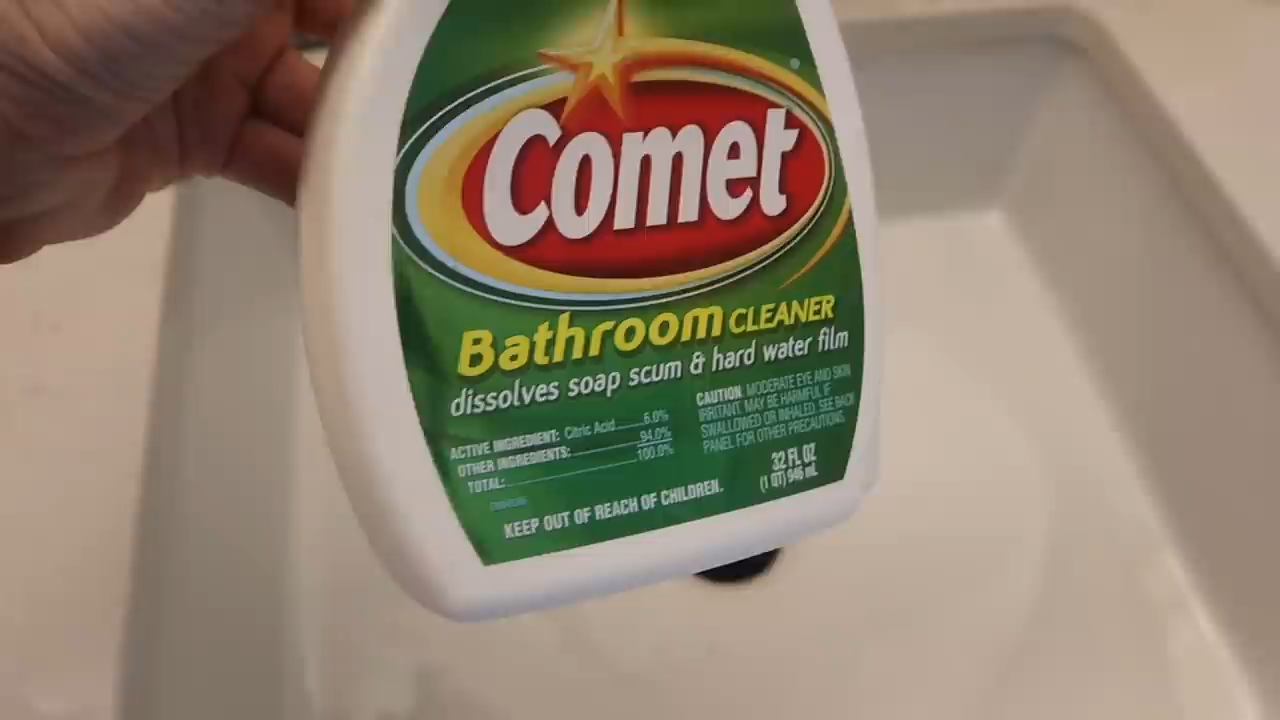 Comet
Bathroom CLEANER
dissolves soap scum & hard water film
ACTIVE INGREDIENT: Citric Acid......6.0%
OTHER INGREDIENTS:..............94.0%
TOTAL:..............100.0%
CAUTION: MODERATE EYE AND SKIN
IRRITANT. MAY BE HARMFUL IF
SWALLOWED OR INHALED. SEE BACK
PANEL FOR OTHER PRECAUTIONS.
KEEP OUT OF REACH OF CHILDREN.
32 FL OZ
(1 QT) 946 mL